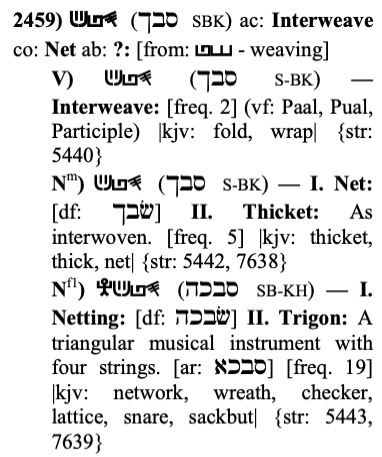 2459) (סבך SBK) ac: Interweave
co: Net ab: ?: [from: - weaving]
V) (סבך S-BK) —
Interweave: [freq. 2] (vf: Paal, Pual,
Participle) |kjv: fold, wrap| {str:
5440}
Nᵐ) (סבך S-BK) — I. Net:
[df: שׂבך] II. Thicket: As
interwoven. [freq. 5] |kjv: thicket,
thick, net| {str: 5442, 7638}
Nᶠ¹) (סבכה SB-KH) — I.
Netting: [df: שׂבכה] II. Trigon: A
triangular musical instrument with
four strings. [ar: סבכא] [freq. 19]
|kjv: network, wreath, checker,
lattice, snare, sackbut| {str: 5443,
7639}